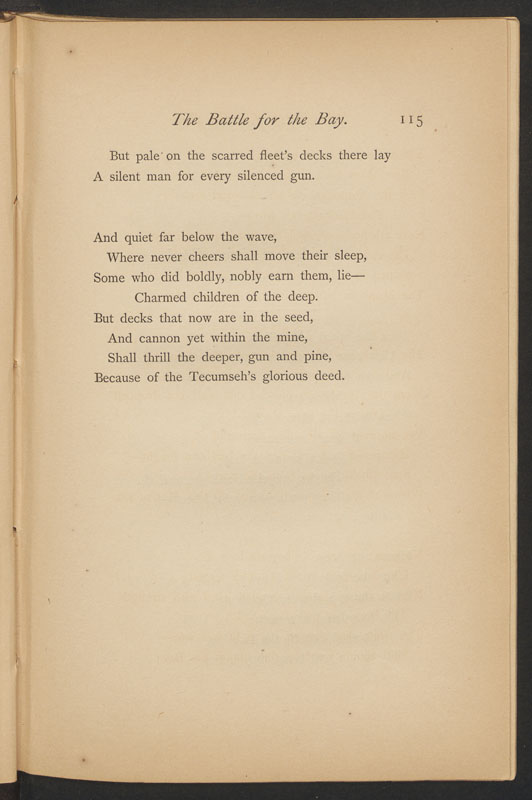 The Battle for the Bay. 115
But pale on the scarred fleet's decks there lay
A silent man for every silenced gun.
And quiet far below the wave,
Where never cheers shall move their sleep,
Some who did boldly, nobly earn them, lie—
Charmed children of the deep.
But decks that now are in the seed,
And cannon yet within the mine,
Shall thrill the deeper, gun and pine,
Because of the Tecumseh's glorious deed.